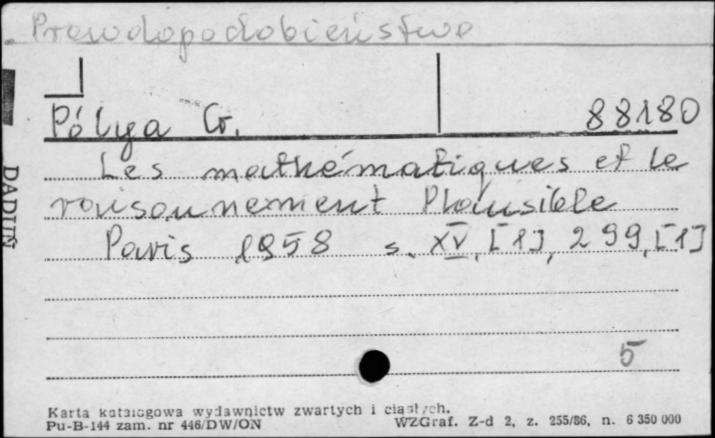 Prawdopodobieństwo
Pólya G. 88180
Les mathématiques et le
raisonnement Plausible
Paris 1958 s. XV, [1], 299, [1]
5
Karta katalogowa wydawnictw zwartych i ciągłych.
Pu-B-144 zam. nr 446/DW/ON WZGraf. Z-d 2, z. 255/86, n. 6 350 000